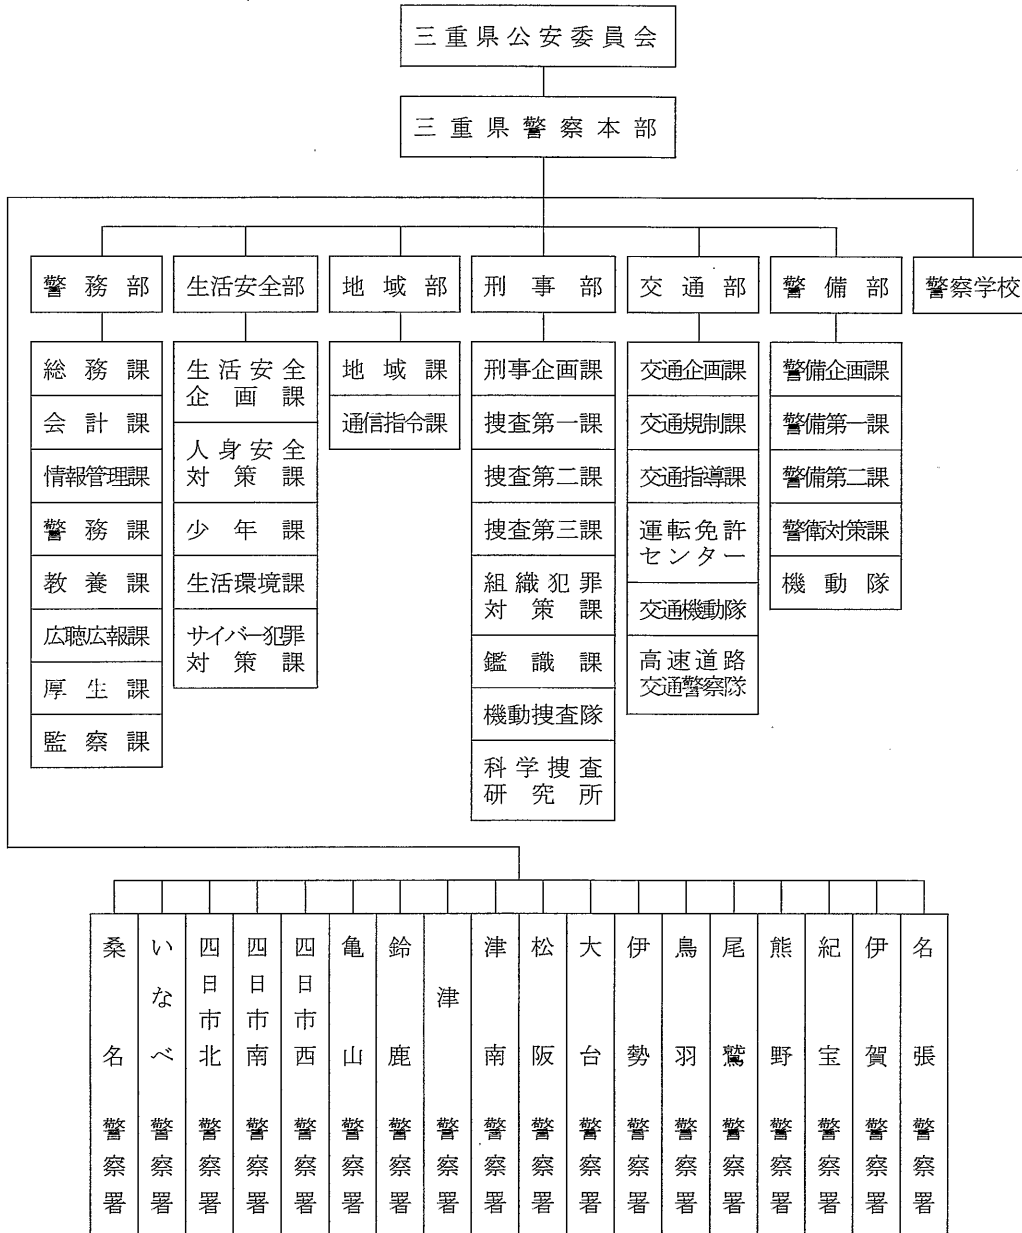 三重県公安委員会
三重県警察本部
警務部
生活安全部
地域部
刑事部
交通部
警備部
警察学校
総務課
会計課
情報管理課
警務課
教養課
広聴広報課
厚生課
監察課
生活安全
企画課
人身安全
対策課
少年課
生活環境課
サイバー犯罪
対策課
地域課
通信指令課
刑事企画課
捜査第一課
捜査第二課
捜査第三課
組織犯罪
対策課
鑑識課
機動捜査隊
科学捜査
研究所
交通企画課
交通規制課
交通指導課
運転免許
センター
交通機動隊
高速道路
交通警察隊
警備企画課
警備第一課
警備第二課
警衛対策課
機動隊
桑名警察署
いなべ警察署
四日市北警察署
四日市南警察署
四日市西警察署
亀山警察署
鈴鹿警察署
津警察署
津南警察署
松阪警察署
大台警察署
伊勢警察署
鳥羽警察署
尾鷲警察署
熊野警察署
紀宝警察署
伊賀警察署
名張警察署